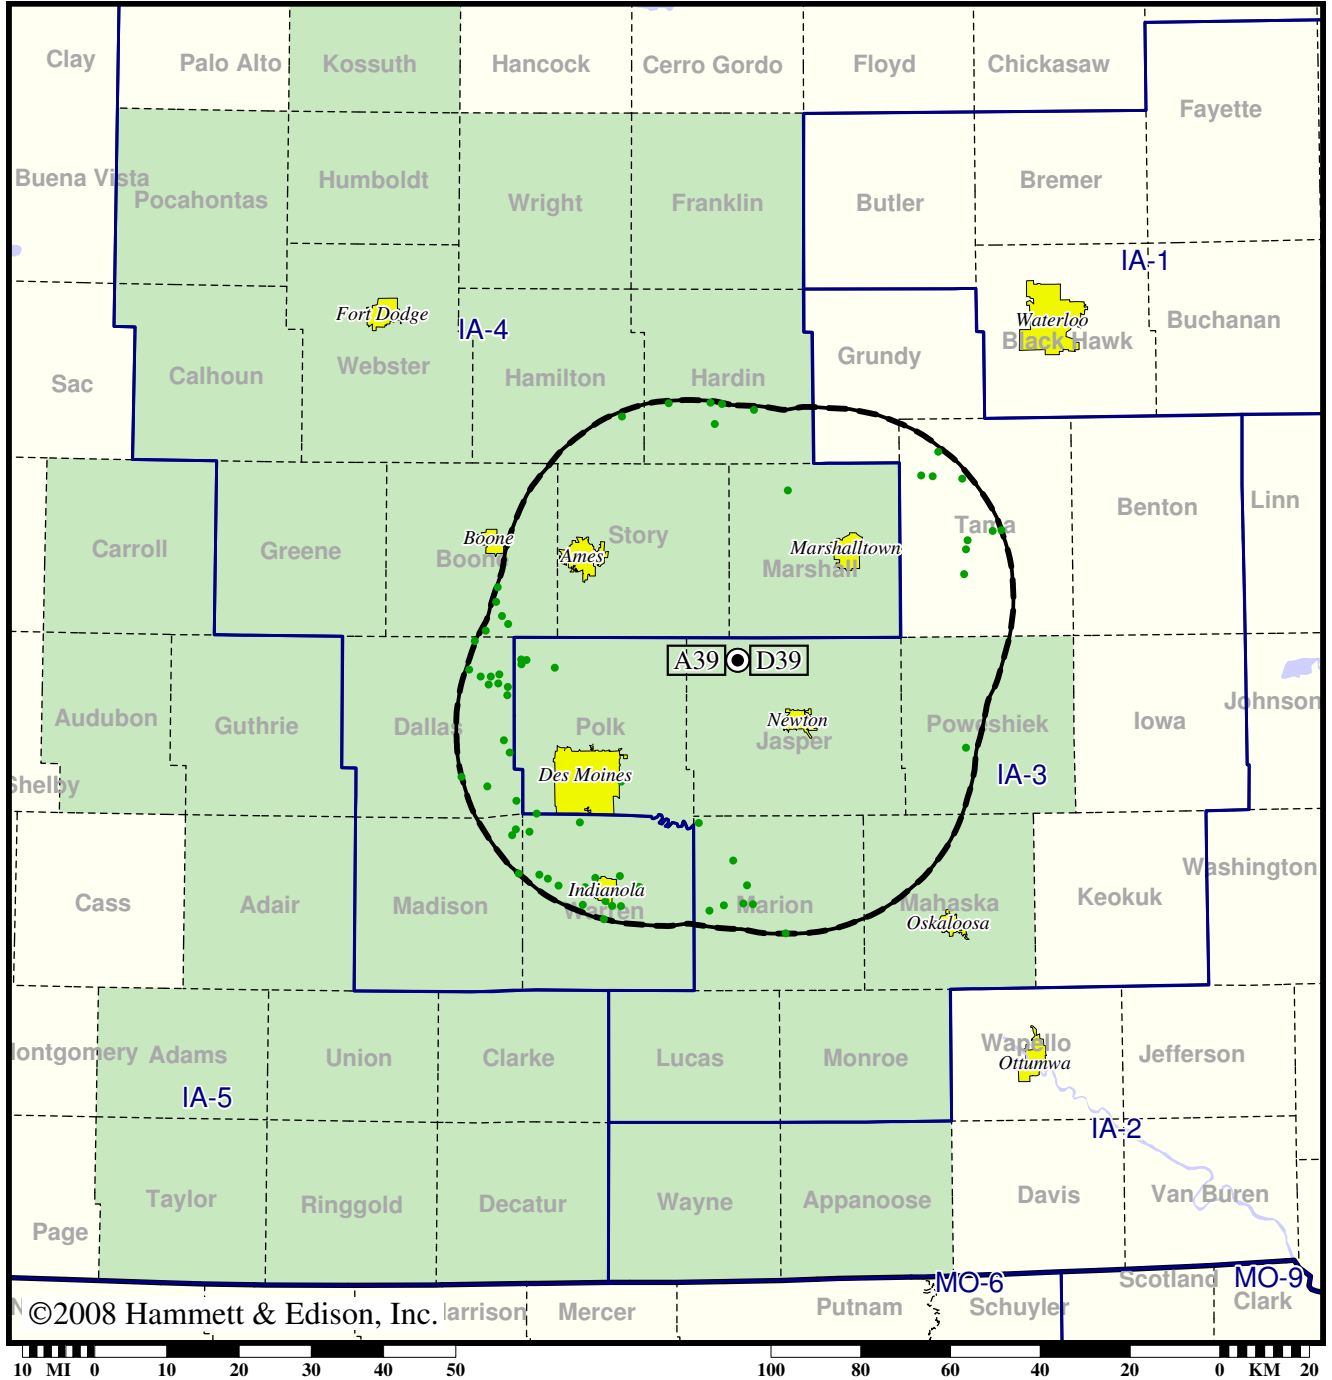 Clay
Palo Alto
Kossuth
Hancock
Cerro Gordo
Floyd
Chickasaw
Fayette
Buena Vista
Pocahontas
Humboldt
Wright
Franklin
Butler
Bremer
IA-1
Fort Dodge
IA-4
Waterloo
Black Hawk
Buchanan
Sac
Calhoun
Webster
Hamilton
Hardin
Grundy
Carroll
Greene
Boone
Boone
Ames
Story
Marshalltown
Marshall
Tama
Benton
Linn
A39
D39
Audubon
Guthrie
Dallas
Polk
Newton
Jasper
Poweshiek
Iowa
Johnson
Shelby
Des Moines
IA-3
Cass
Adair
Madison
Indianola
Warren
Marion
Mahaska
Oskaloosa
Keokuk
Washington
Adams
Union
Clarke
Lucas
Monroe
Wapello
Ottumwa
Jefferson
IA-5
IA-2
Page
Taylor
Ringgold
Decatur
Wayne
Appanoose
Davis
Van Buren
©2008 Hammett & Edison, Inc.
Mercer
Putnam
MO-6
Schuyler
Scotland
MO-9
Clark
10 MI 0 10 20 30 40 50
100 80 60 40 20 0 KM 20